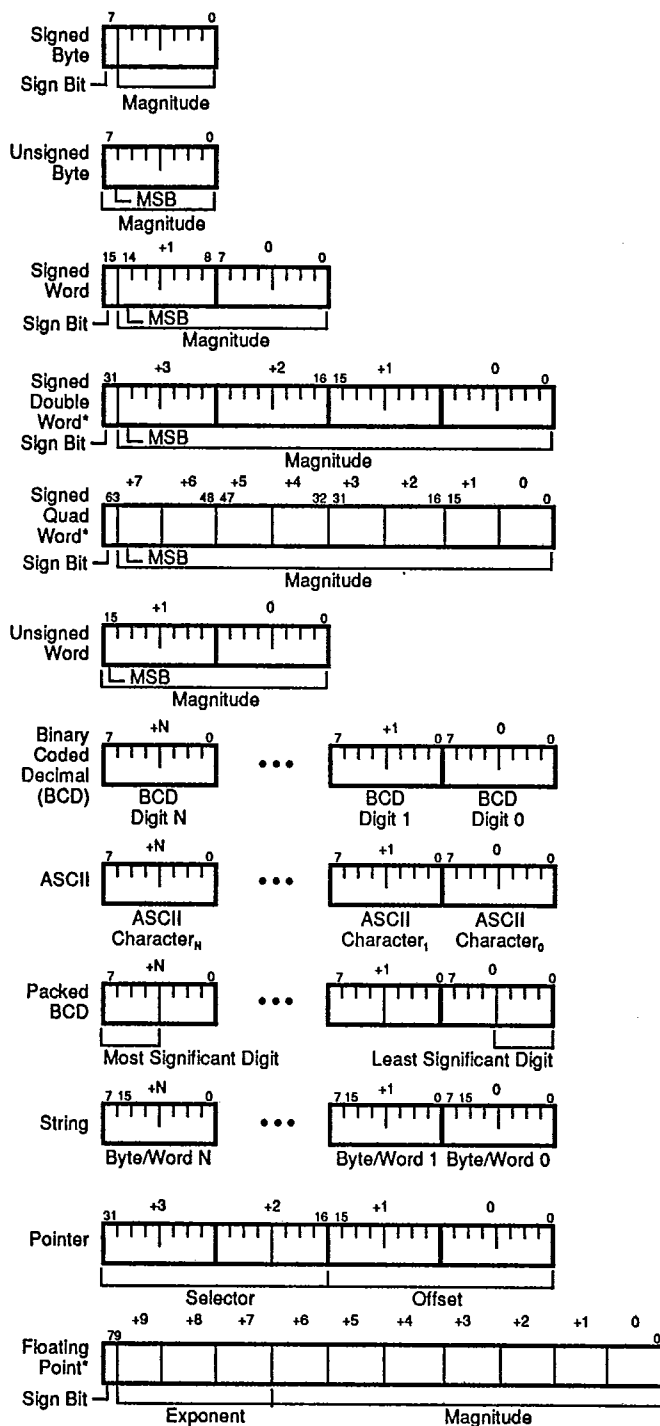 7 0
Signed
Byte
Sign Bit
Magnitude
7 0
Unsigned
Byte
MSB
Magnitude
+1 0
15 14 8 7 0
Signed
Word
Sign Bit
MSB
Magnitude
+3 +2 +1 0
31 16 15 0
Signed
Double
Word*
Sign Bit
MSB
Magnitude
+7 +6 +5 +4 +3 +2 +1 0
63 48 47 32 31 16 15 0
Signed
Quad
Word*
Sign Bit
MSB
Magnitude
+1 0
15 0
Unsigned
Word
MSB
Magnitude
+N +1 0
7 0 7 0 7 0
Binary
Coded
Decimal
(BCD)
•••
BCD BCD BCD
Digit N Digit 1 Digit 0
+N +1 0
7 0 7 0 7 0
ASCII •••
ASCII ASCII ASCII
CharacterN Character1 Character0
+N +1 0
7 0 7 0 7 0
Packed
BCD
•••
Most Significant Digit Least Significant Digit
+N +1 0
7 15 0 7 15 0 7 15 0
String •••
Byte/Word N Byte/Word 1 Byte/Word 0
+3 +2 +1 0
31 16 15 0
Pointer
Selector Offset
+9 +8 +7 +6 +5 +4 +3 +2 +1 0
79 0
Floating
Point*
Sign Bit
Exponent Magnitude